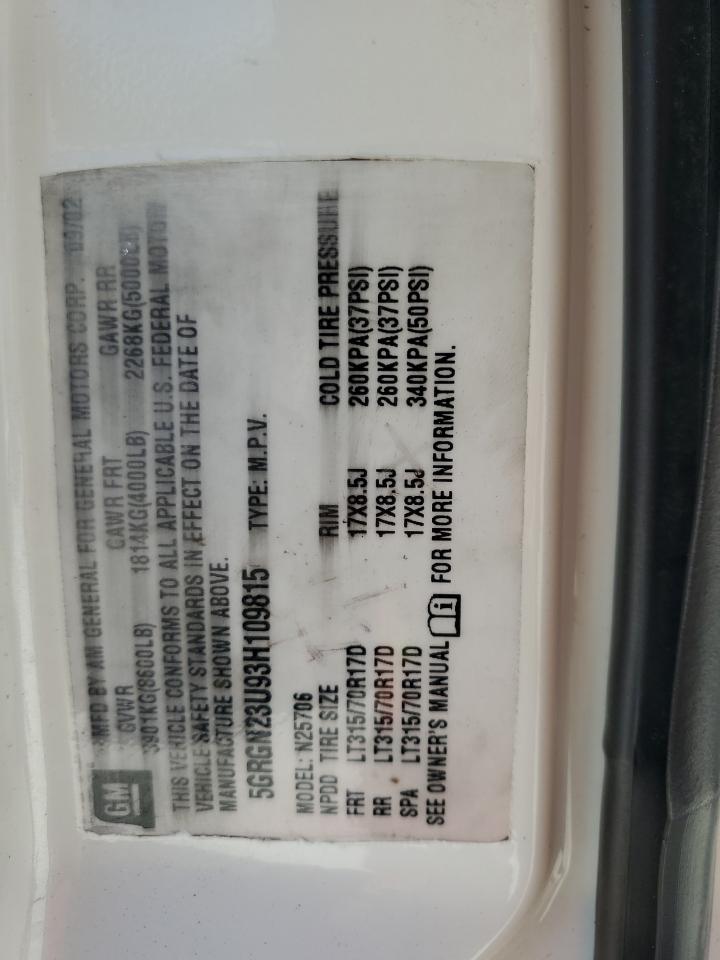 GM MFD BY AM GENERAL FOR GENERAL MOTORS CORP. 09/02
GVWR GAWR FRT GAWR RR
3901KG(8600LB) 1814KG(4000LB) 2268KG(5000LB)
THIS VEHICLE CONFORMS TO ALL APPLICABLE U.S. FEDERAL MOTOR
VEHICLE SAFETY STANDARDS IN EFFECT ON THE DATE OF
MANUFACTURE SHOWN ABOVE.
5GRGN23U93H109815 TYPE: M.P.V.
MODEL: N25706
NPDD TIRE SIZE RIM COLD TIRE PRESSURE
FRT LT315/70R17D 17X8.5J 260KPA(37PSI)
RR LT315/70R17D 17X8.5J 260KPA(37PSI)
SPA LT315/70R17D 17X8.5J 340KPA(50PSI)
SEE OWNER'S MANUAL i FOR MORE INFORMATION.